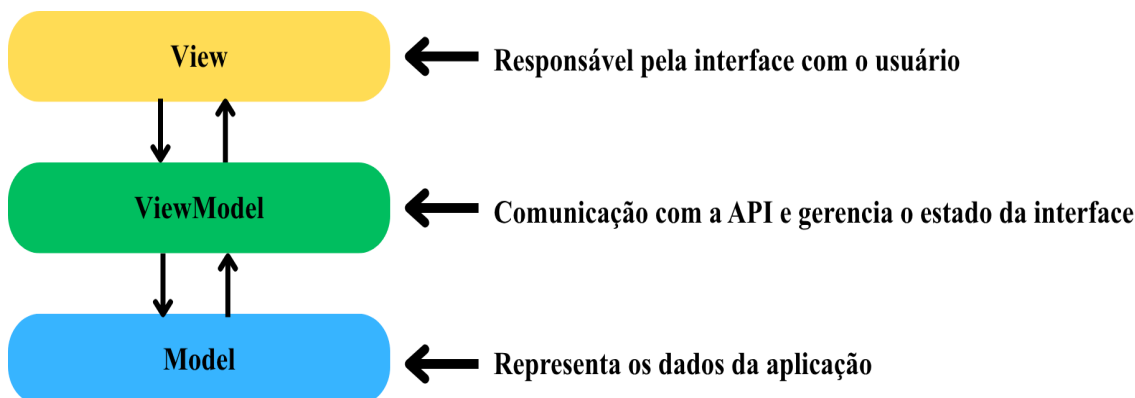 View
Responsável pela interface com o usuário
ViewModel
Comunicação com a API e gerencia o estado da interface
Model
Representa os dados da aplicação